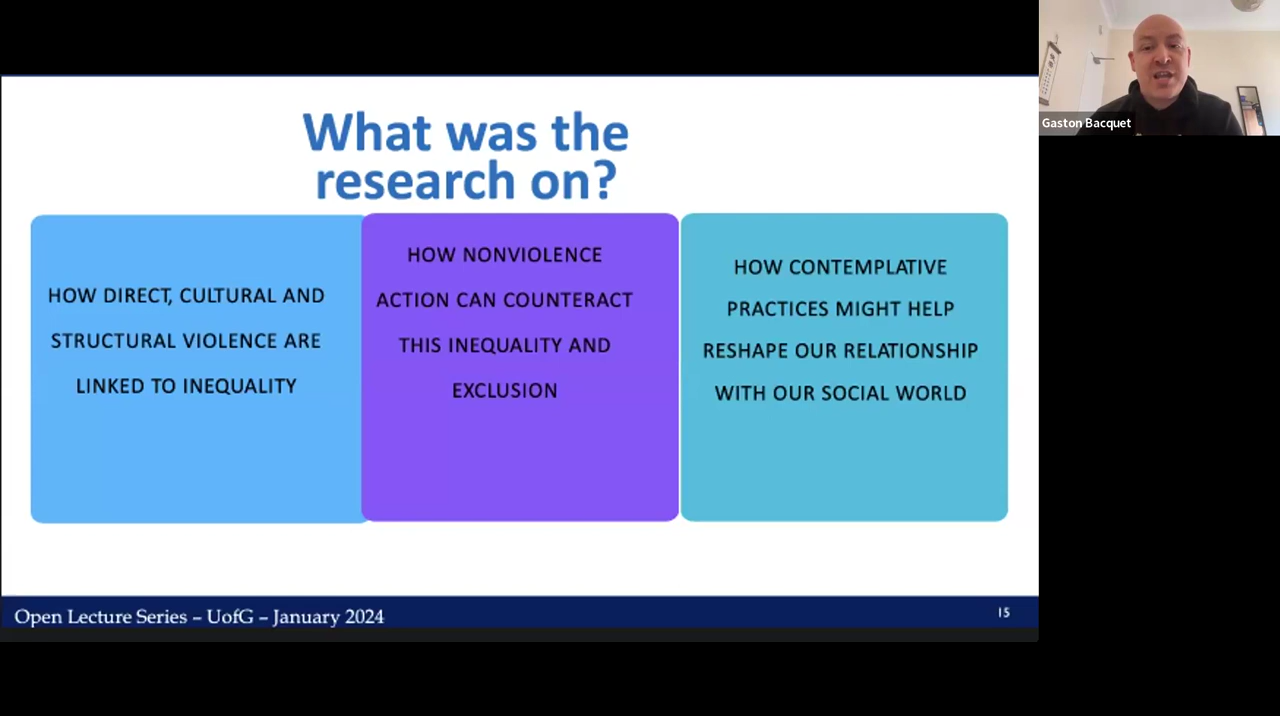 What was the
research on?
HOW DIRECT, CULTURAL AND
STRUCTURAL VIOLENCE ARE
LINKED TO INEQUALITY
HOW NONVIOLENCE
ACTION CAN COUNTERACT
THIS INEQUALITY AND
EXCLUSION
HOW CONTEMPLATIVE
PRACTICES MIGHT HELP
RESHAPE OUR RELATIONSHIP
WITH OUR SOCIAL WORLD
Open Lecture Series – UofG – January 2024
15
Gaston Bacquet